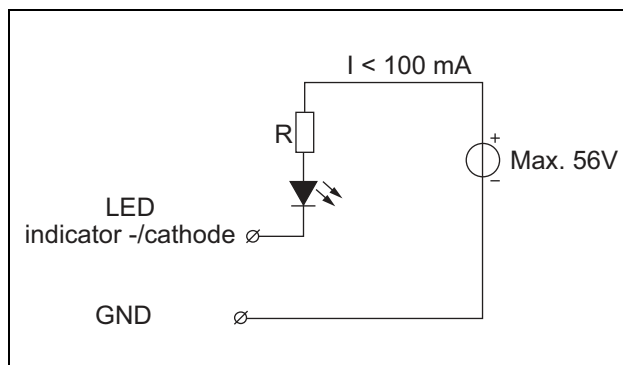 I < 100 mA
R
+
Max. 56V
–
LED
indicator -/cathode
GND